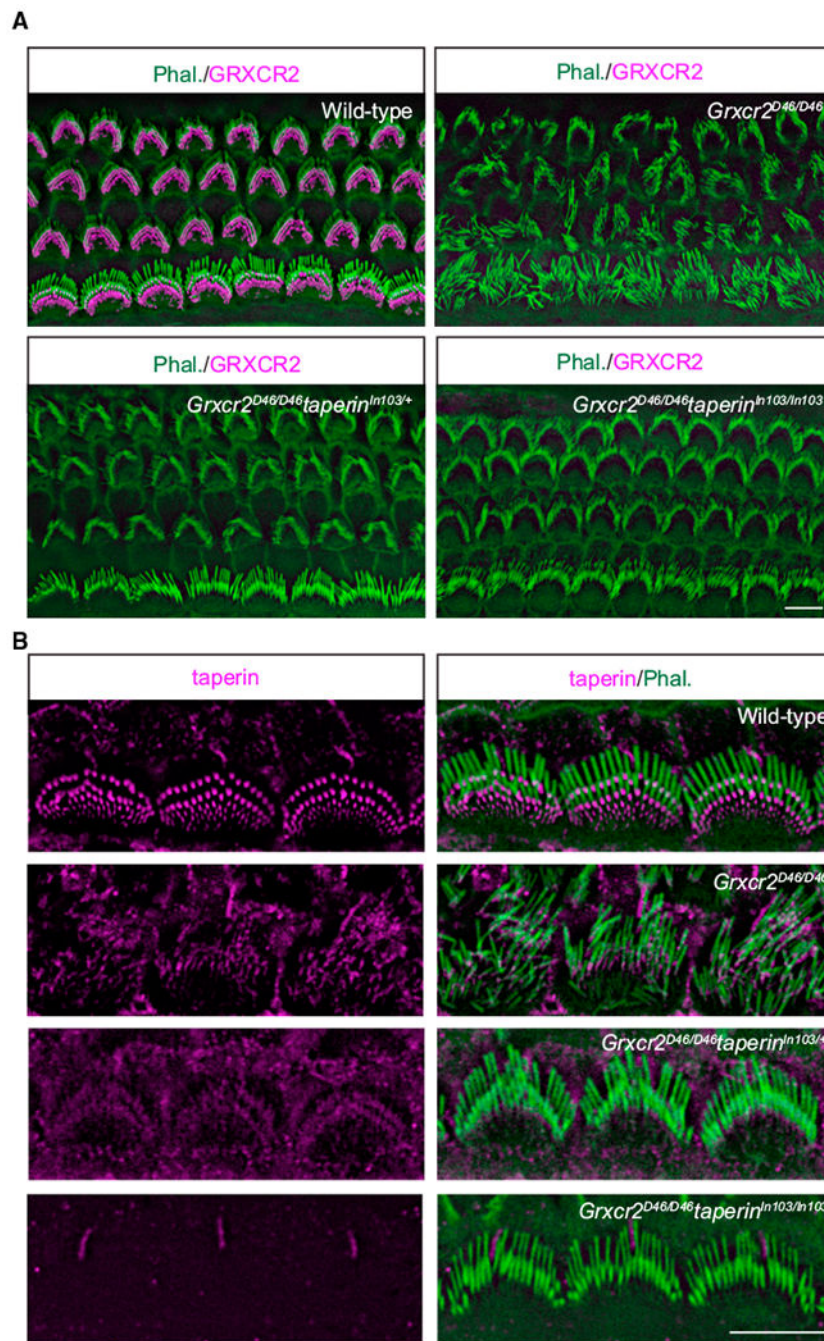 A
Phal./GRXCR2
Wild-type
Phal./GRXCR2
Grxcr2D46/D46
Phal./GRXCR2
Grxcr2D46/D46taperinIn103/+
Phal./GRXCR2
Grxcr2D46/D46taperinIn103/In103
B
taperin
taperin/Phal.
Wild-type
Grxcr2D46/D46
Grxcr2D46/D46taperinIn103/+
Grxcr2D46/D46taperinIn103/In103